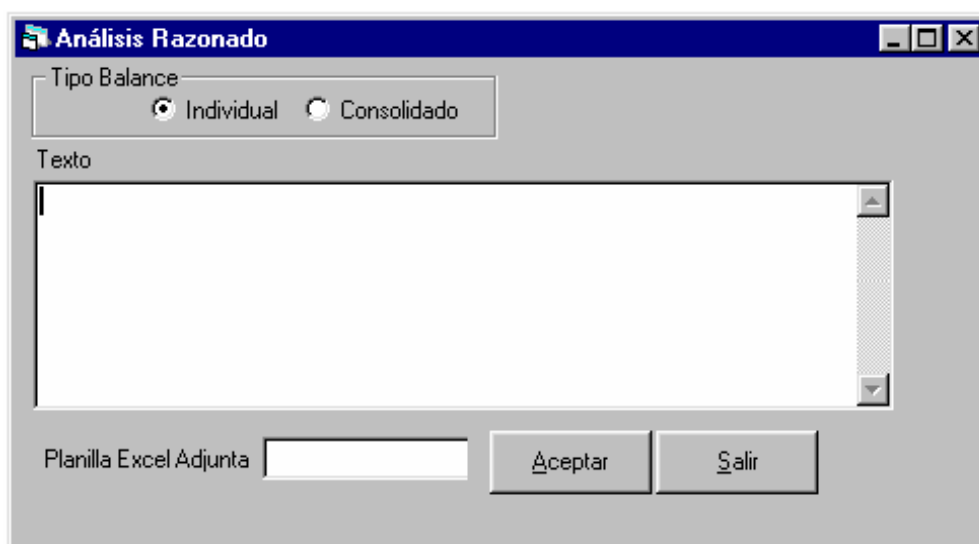 Análisis Razonado
Tipo Balance
Individual Consolidado
Texto
Planilla Excel Adjunta Aceptar Salir